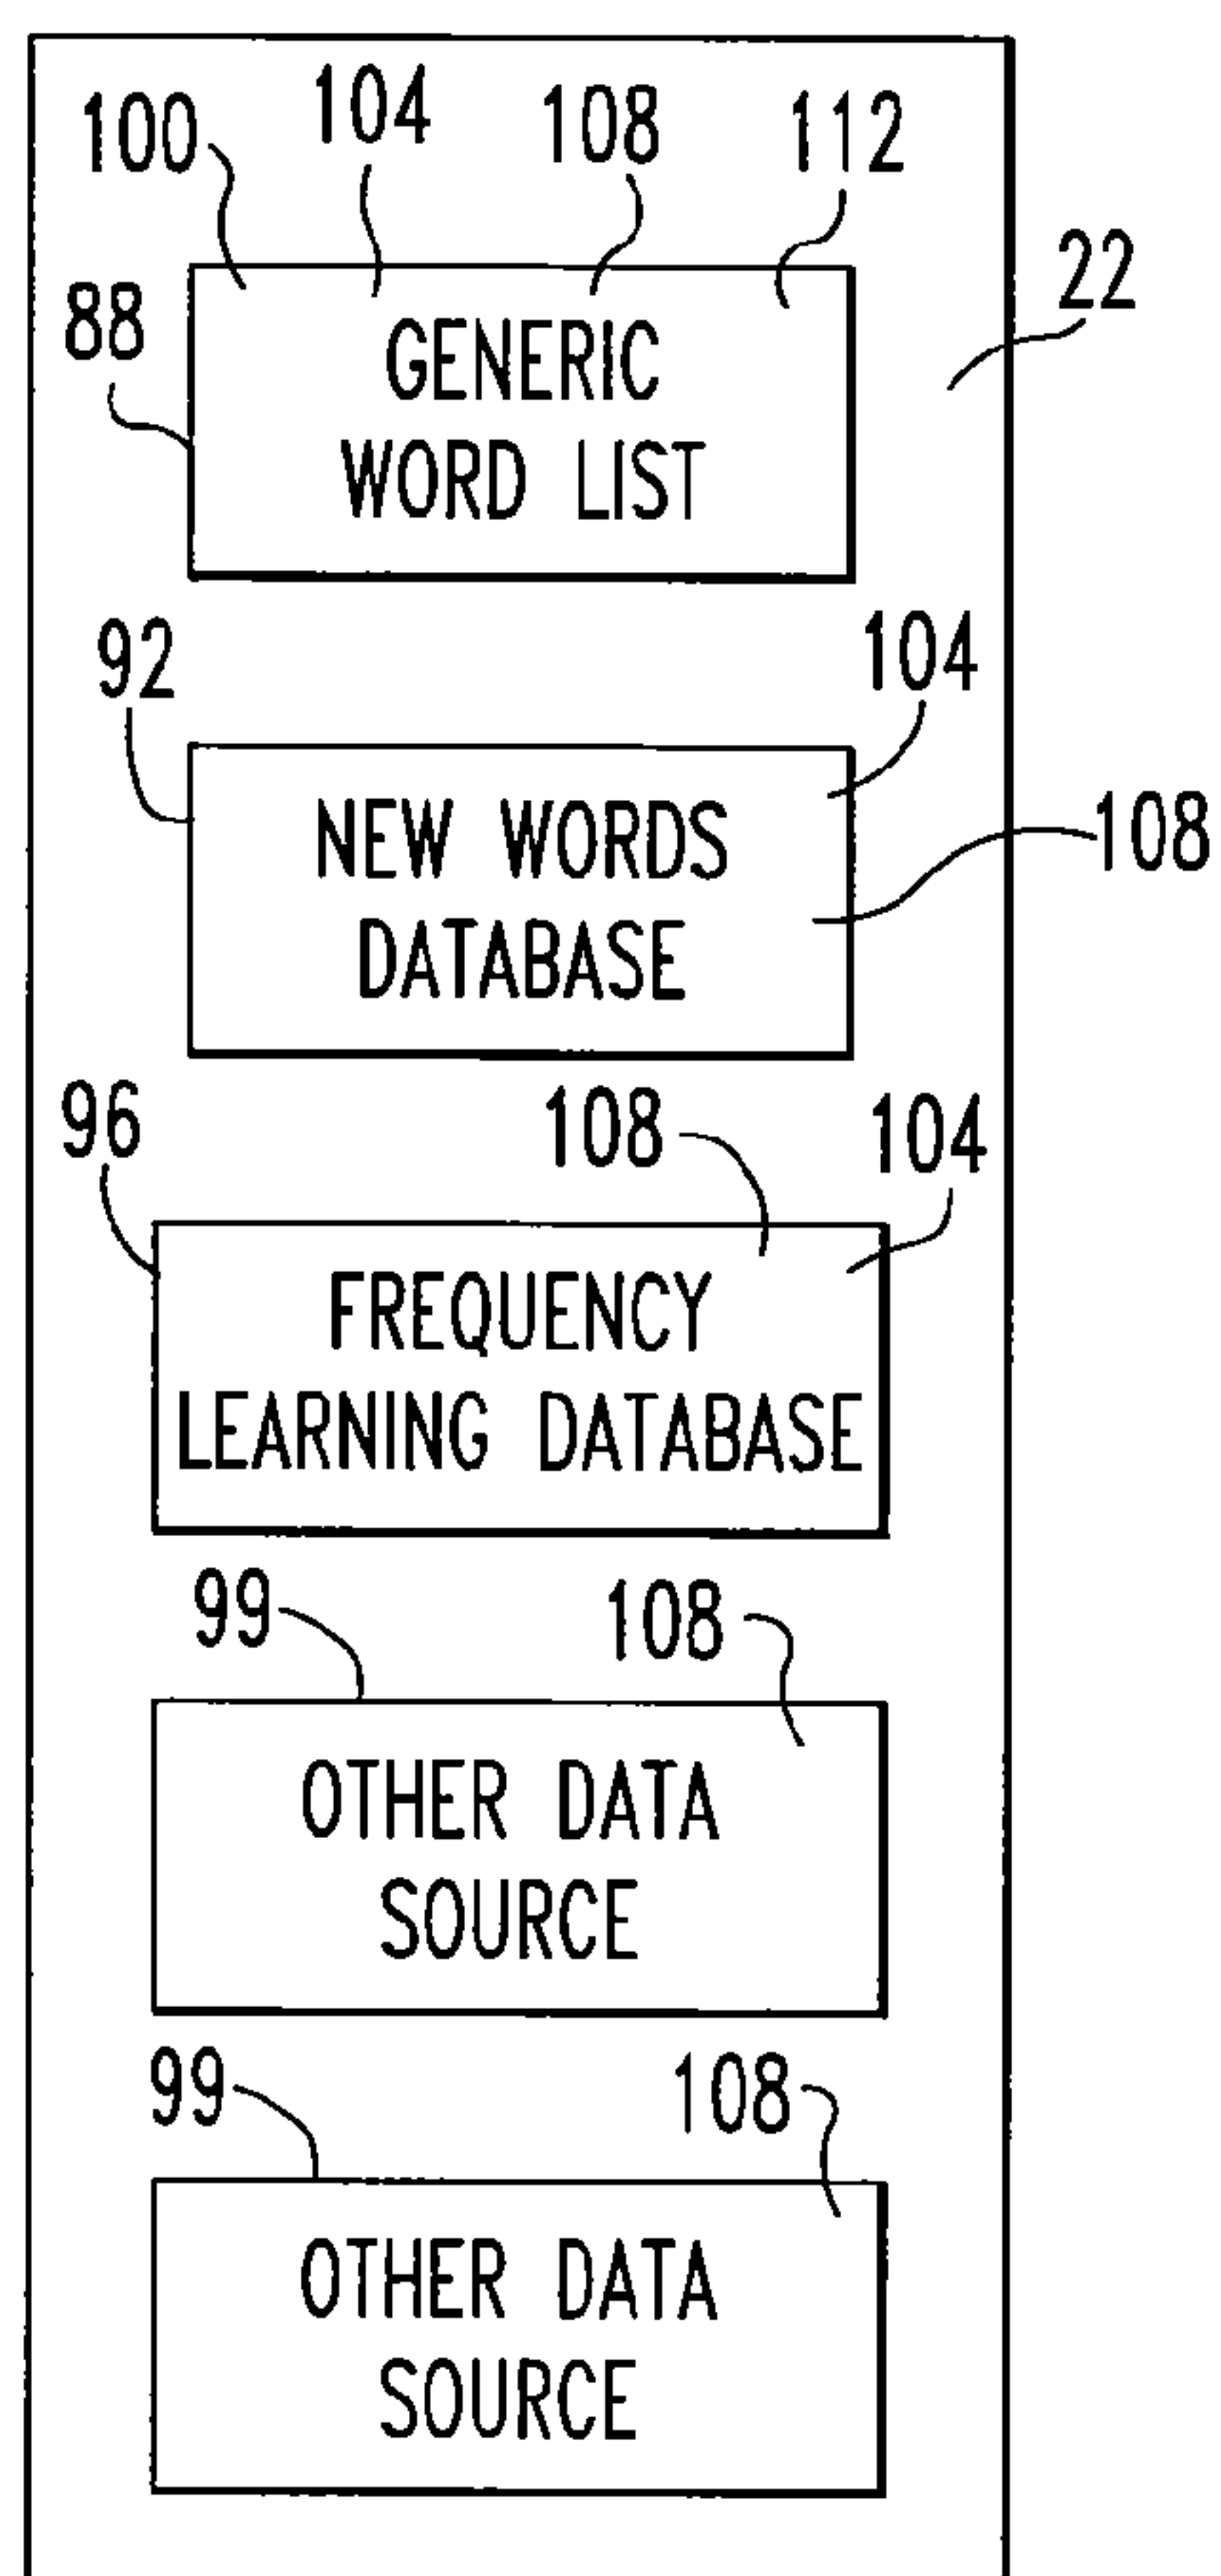 100 104 108 112
22
88
GENERIC
WORD LIST
92
104
NEW WORDS
108
DATABASE
96
108
104
FREQUENCY
LEARNING DATABASE
99
108
OTHER DATA
SOURCE
99
108
OTHER DATA
SOURCE